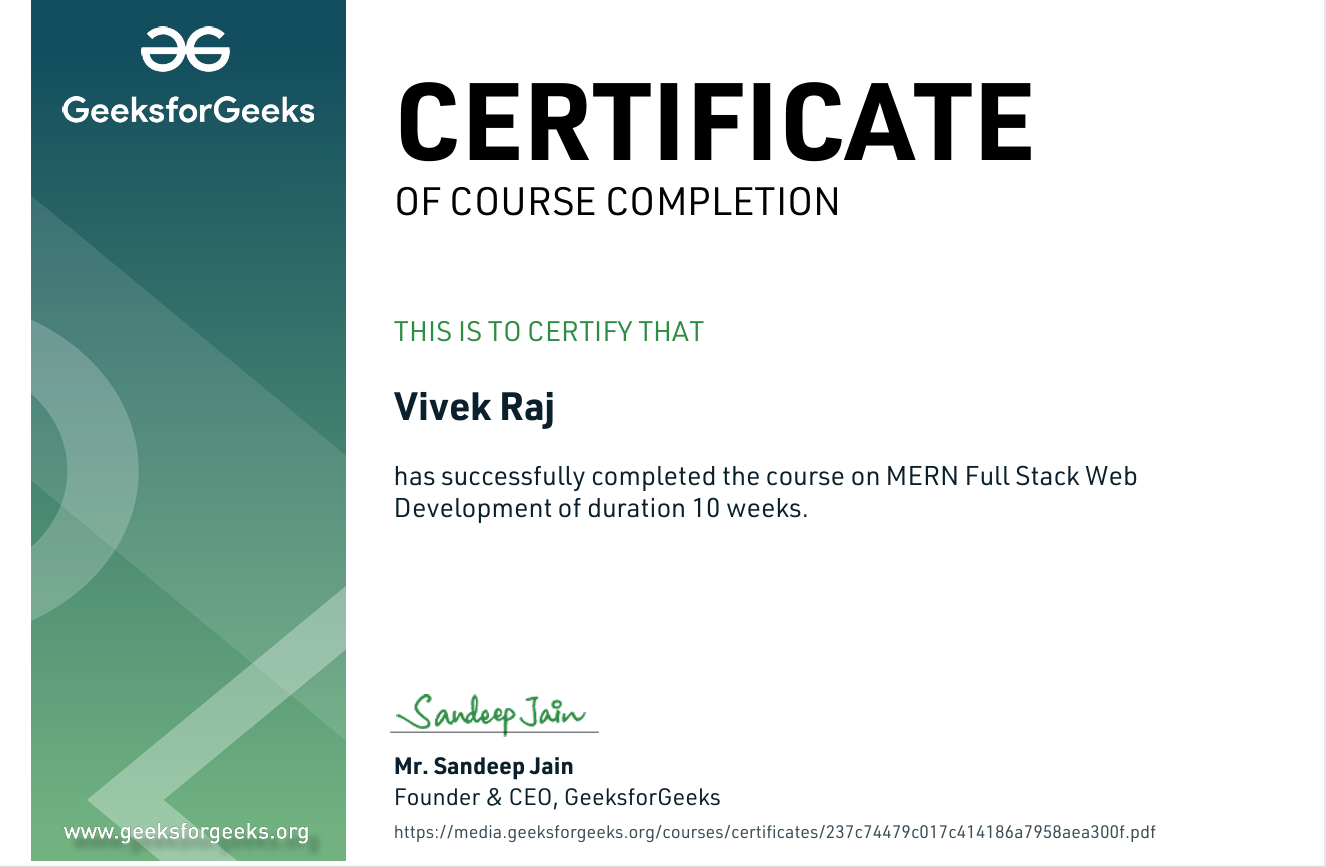 GeeksforGeeks
CERTIFICATE
OF COURSE COMPLETION
THIS IS TO CERTIFY THAT
Vivek Raj
has successfully completed the course on MERN Full Stack Web
Development of duration 10 weeks.
Sandeep Jain
Mr. Sandeep Jain
Founder & CEO, GeeksforGeeks
https://media.geeksforgeeks.org/courses/certificates/237c74479c017c414186a7958aea300f.pdf
www.geeksforgeeks.org